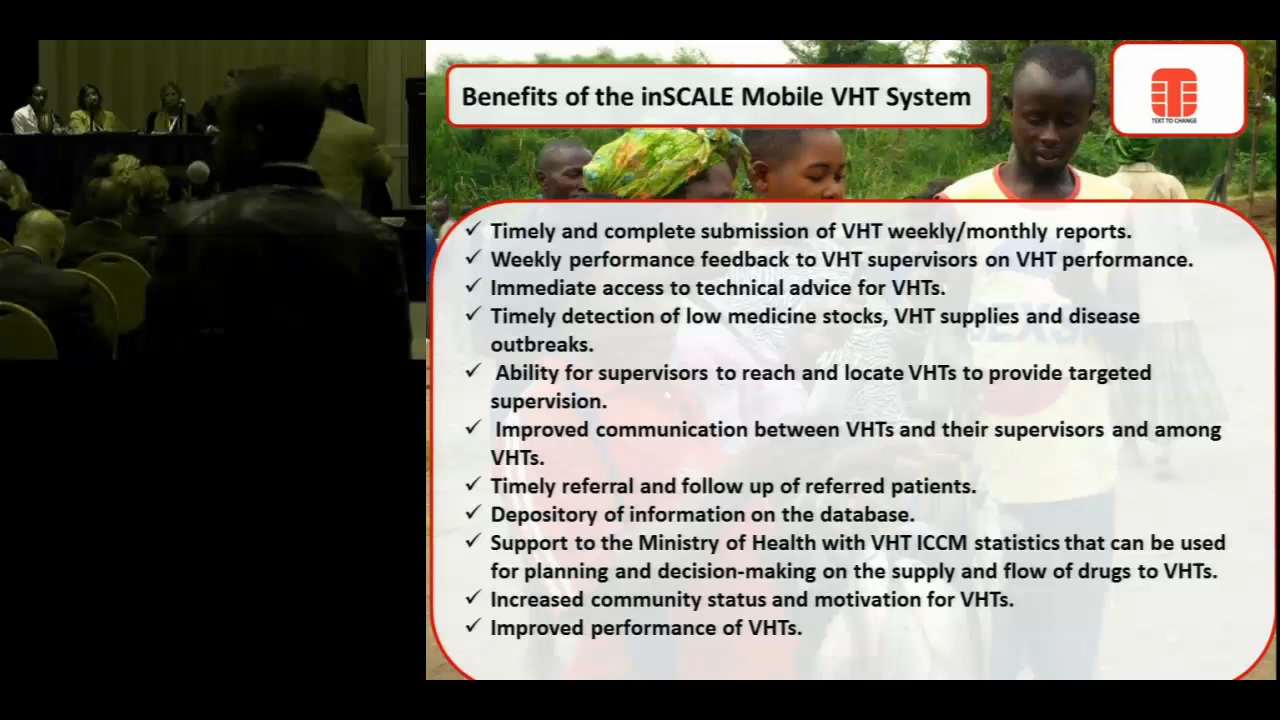 Benefits of the inSCALE Mobile VHT System
TEXT TO CHANGE
✓ Timely and complete submission of VHT weekly/monthly reports.
✓ Weekly performance feedback to VHT supervisors on VHT performance.
✓ Immediate access to technical advice for VHTs.
✓ Timely detection of low medicine stocks, VHT supplies and disease
outbreaks.
✓ Ability for supervisors to reach and locate VHTs to provide targeted
supervision.
✓ Improved communication between VHTs and their supervisors and among
VHTs.
✓ Timely referral and follow up of referred patients.
✓ Depository of information on the database.
✓ Support to the Ministry of Health with VHT ICCM statistics that can be used
for planning and decision-making on the supply and flow of drugs to VHTs.
✓ Increased community status and motivation for VHTs.
✓ Improved performance of VHTs.